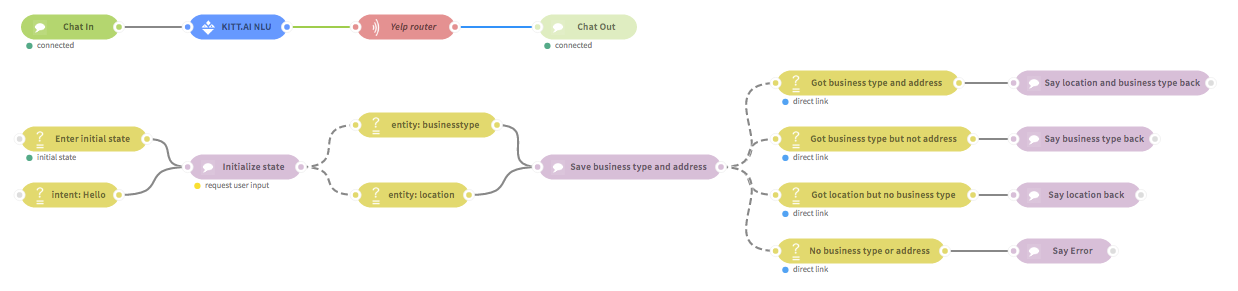 Chat In
KITT.AI NLU
Yelp router
Chat Out
connected
connected
Got business type and address
Say location and business type back
direct link
entity: businesstype
Enter initial state
Got business type but not address
Say business type back
initial state
direct link
Initialize state
Save business type and address
request user input
intent: Hello
entity: location
Got location but no business type
Say location back
direct link
No business type or address
Say Error
direct link